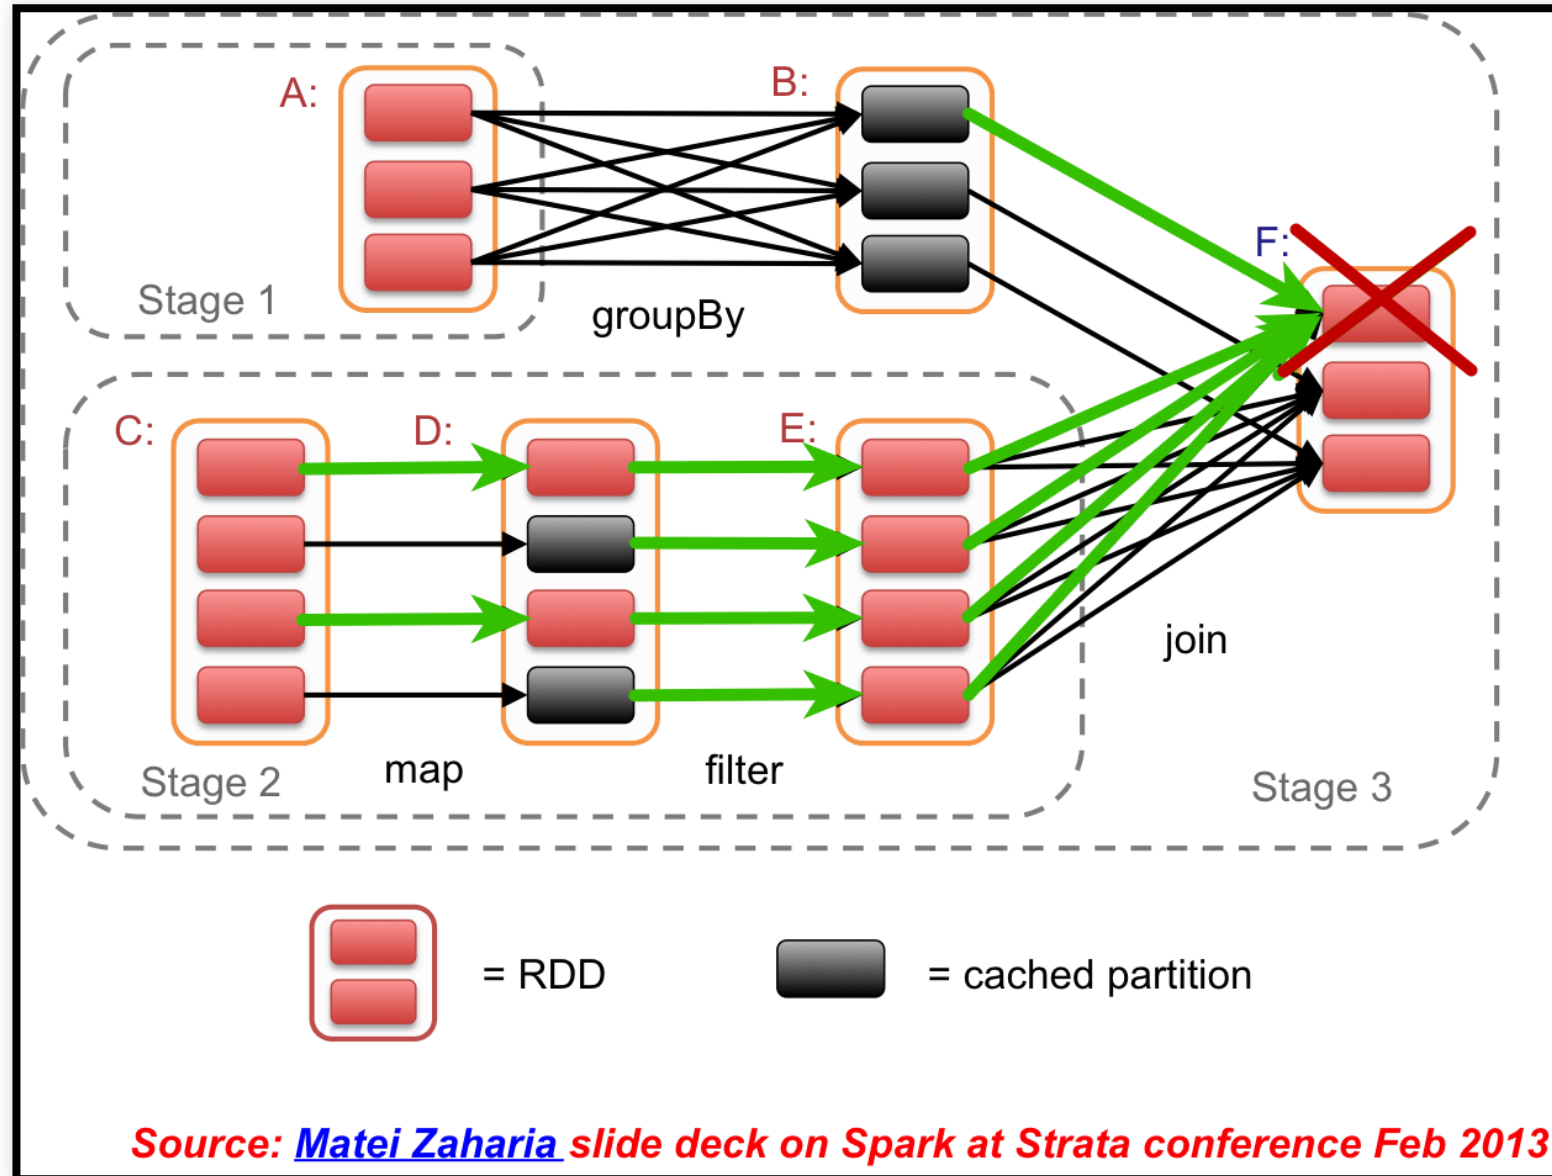 A:
B:
Stage 1
groupBy
F:
C:
D:
E:
join
map
filter
Stage 2
Stage 3
= RDD
= cached partition
Source: Matei Zaharia slide deck on Spark at Strata conference Feb 2013